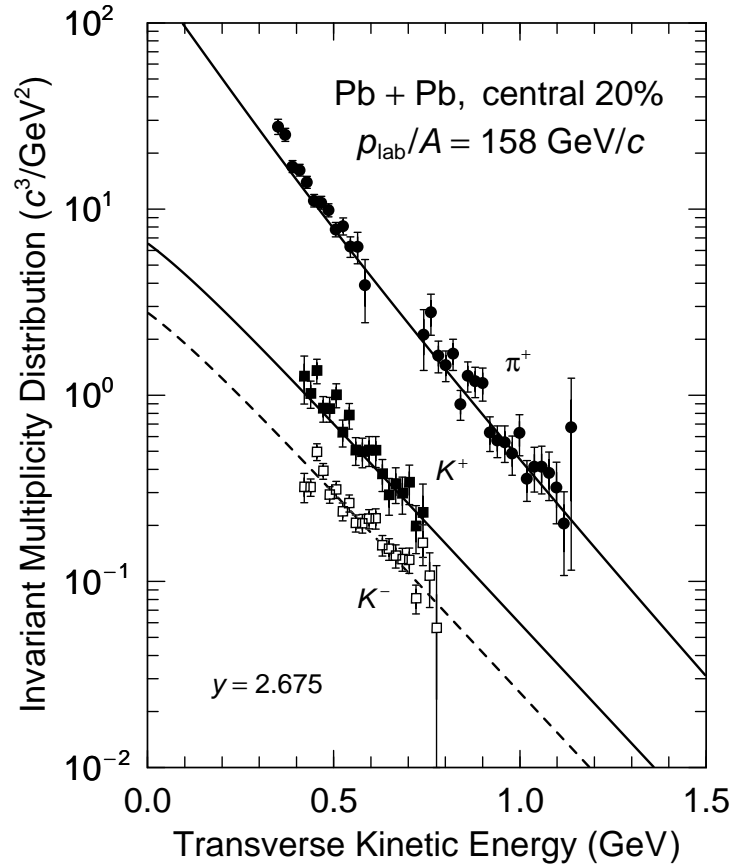 Invariant Multiplicity Distribution (c³/GeV²)
10²
10¹
10⁰
10⁻¹
10⁻²
Pb + Pb, central 20%
p_lab/A = 158 GeV/c
π⁺
K⁺
K⁻
y = 2.675
0.0 0.5 1.0 1.5
Transverse Kinetic Energy (GeV)